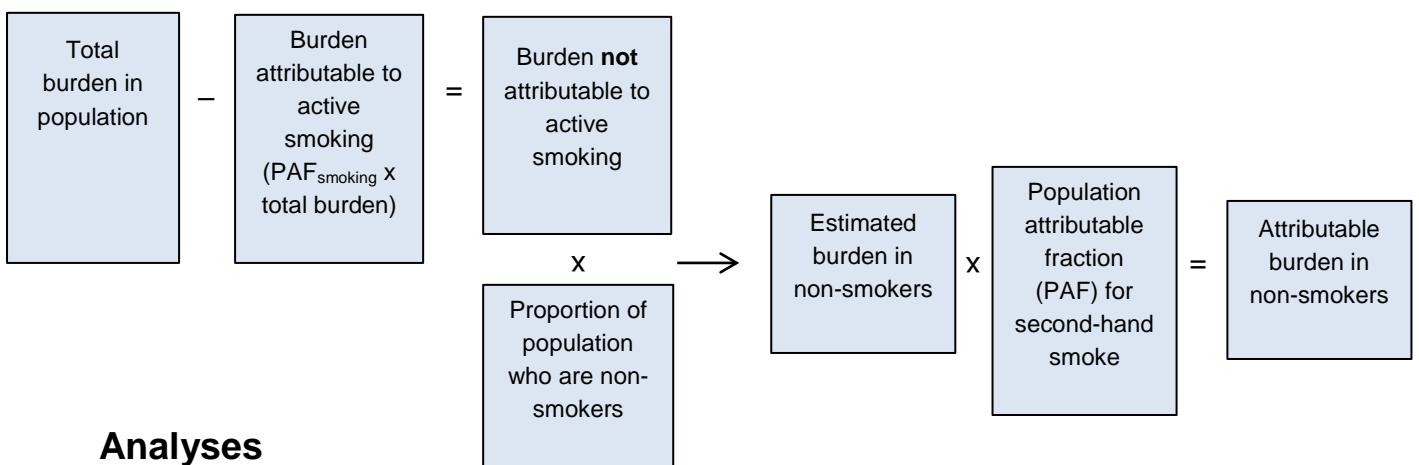 Total
burden in
population
–
Burden
attributable to
active
smoking
(PAFsmoking x
total burden)
=
Burden not
attributable to
active
smoking
x
Proportion of
population
who are non-
smokers
Estimated
burden in
non-smokers
x
Population
attributable
fraction
(PAF) for
second-hand
smoke
=
Attributable
burden in
non-smokers
Analyses